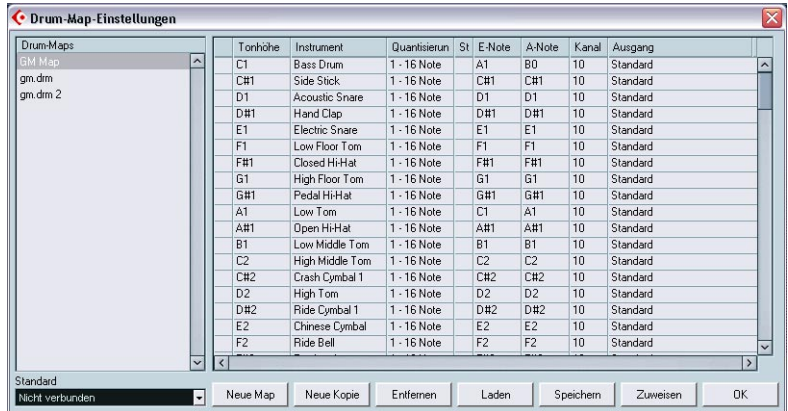 Drum-Map-Einstellungen
Drum-Maps
GM Map
gm.drm
gm.drm 2
Tonhöhe Instrument Quantisierun St E-Note A-Note Kanal Ausgang
C1 Bass Drum 1 - 16 Note A1 B0 10 Standard
C#1 Side Stick 1 - 16 Note C#1 C#1 10 Standard
D1 Acoustic Snare 1 - 16 Note D1 D1 10 Standard
D#1 Hand Clap 1 - 16 Note D#1 D#1 10 Standard
E1 Electric Snare 1 - 16 Note E1 E1 10 Standard
F1 Low Floor Tom 1 - 16 Note F1 F1 10 Standard
F#1 Closed Hi-Hat 1 - 16 Note F#1 F#1 10 Standard
G1 High Floor Tom 1 - 16 Note G1 G1 10 Standard
G#1 Pedal Hi-Hat 1 - 16 Note G#1 G#1 10 Standard
A1 Low Tom 1 - 16 Note C1 A1 10 Standard
A#1 Open Hi-Hat 1 - 16 Note A#1 A#1 10 Standard
B1 Low Middle Tom 1 - 16 Note B1 B1 10 Standard
C2 High Middle Tom 1 - 16 Note C2 C2 10 Standard
C#2 Crash Cymbal 1 1 - 16 Note C#2 C#2 10 Standard
D2 High Tom 1 - 16 Note D2 D2 10 Standard
D#2 Ride Cymbal 1 1 - 16 Note D#2 D#2 10 Standard
E2 Chinese Cymbal 1 - 16 Note E2 E2 10 Standard
F2 Ride Bell 1 - 16 Note F2 F2 10 Standard
Standard
Nicht verbunden
Neue Map Neue Kopie Entfernen Laden Speichern Zuweisen OK